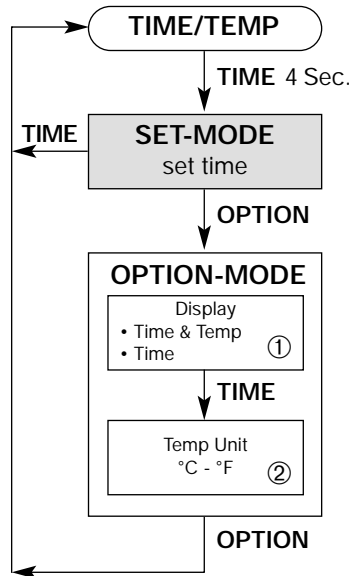 TIME/TEMP
TIME 4 Sec.
TIME
SET-MODE
set time
OPTION
OPTION-MODE
Display
• Time & Temp
• Time
①
TIME
Temp Unit
°C - °F
②
OPTION